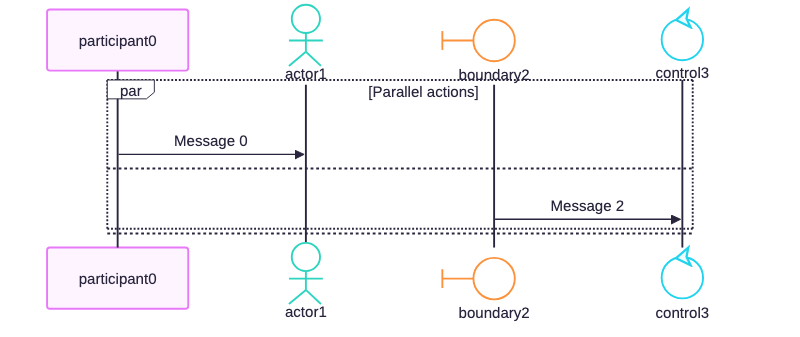 participant0
actor1
boundary2
control3
par
[Parallel actions]
Message 0
Message 2
participant0
actor1
boundary2
control3